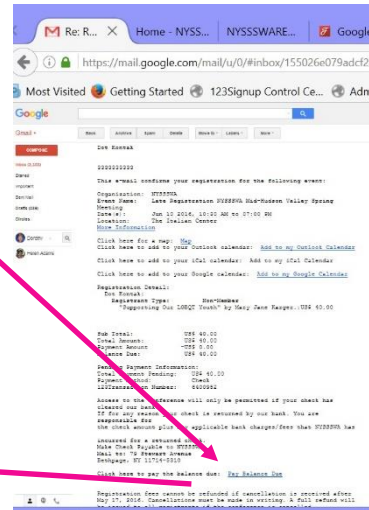 Re: R...
Home - NYSS...
NYSSSWARE...
Google
https://mail.google.com/mail/u/0/#inbox/155026e079adcf2
Most Visited
Getting Started
123Signup Control Ce...
Adm
Google
Gmail
COMPOSE
Starred
Important
Sent Mail
Circles
Dorothy
Helen Atkins
Archive
Spam
Delete
Move to
Labels
More
Dot Kontak
This e-mail confirms your registration for the following event:
Organization: NYSSSWA
Event Name: Late Registration NYSSSWA Mid-Hudson Valley Spring
Meeting
Date(s): Jun 10 2016, 10:30 AM to 07:00 PM
Location: The Italian Center
More Information
Click here for a map: Map
Click here to add to your Outlook calendar: Add to my Outlook Calendar
Click here to add to your iCal calendar: Add to my iCal Calendar
Click here to add to your Google calendar: Add to my Google Calendar
Registration Detail:
Dot Kontak:
Registrant Type: Non-Member
"Supporting Our LGBTQ Youth" by Mary Jane Karger..US$ 40.00
Sub Total: US$ 40.00
Total Amount: US$ 40.00
Payment Amount -US$ 0.00
Balance Due: US$ 40.00
Pending Payment Information:
Total Payment Pending: US$ 40.00
Payment Method: Check
123Transaction Number:
Access to the conference will only be permitted if your check has
cleared our bank.
If for any reason your check is returned by our bank. You are
responsible for
the check amount plus any applicable bank charges/fees that NYSSSWA has
incurred for a returned check.
Make Check Payable to NYSSSWA
Mail to: 79 Stewart Avenue
Bethpage, NY 11714-5310
Click here to pay the balance due: Pay Balance Due
Registration fees cannot be refunded if cancellation is received after
May 27, 2016. Cancellations must be made in writing. A full refund will